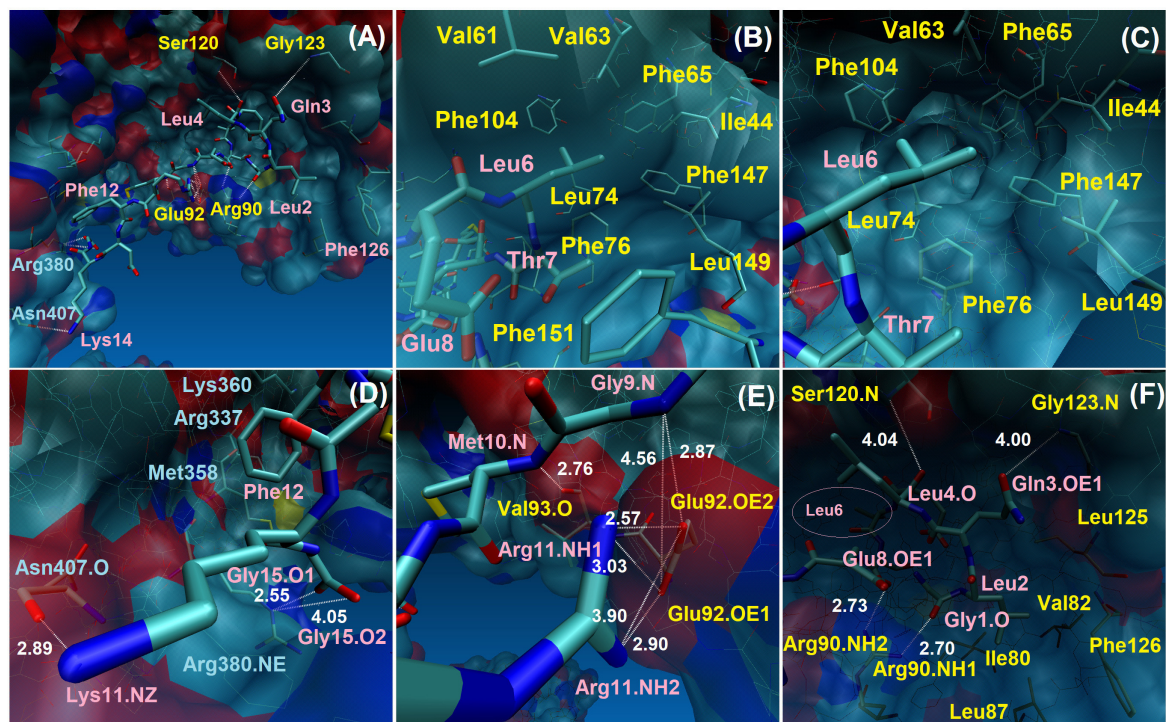 (A)
Ser120
Gly123
Leu4
Gln3
Phe12
Glu92
Arg90
Leu2
Phe126
Arg380
Asn407
Lys14
(B)
Val61
Val63
Phe65
Phe104
Ile44
Leu6
Phe147
Leu74
Thr7
Phe76
Leu149
Glu8
Phe151
(C)
Val63
Phe65
Phe104
Ile44
Leu6
Phe147
Leu74
Phe76
Leu149
Thr7
(D)
Lys360
Arg337
Met358
Phe12
Asn407.O
Gly15.O1
2.55
4.05
Gly15.O2
2.89
Arg380.NE
Lys11.NZ
(E)
Gly9.N
Met10.N
2.87
2.76
4.56
Val93.O
Glu92.OE2
2.57
Arg11.NH1
3.03
Glu92.OE1
3.90
2.90
Arg11.NH2
(F)
Ser120.N
Gly123.N
4.04
4.00
Gln3.OE1
Leu4.O
Leu6
Leu125
Glu8.OE1
Leu2
2.73
Gly1.O
Val82
Arg90.NH2
2.70
Phe126
Arg90.NH1
Ile80
Leu87